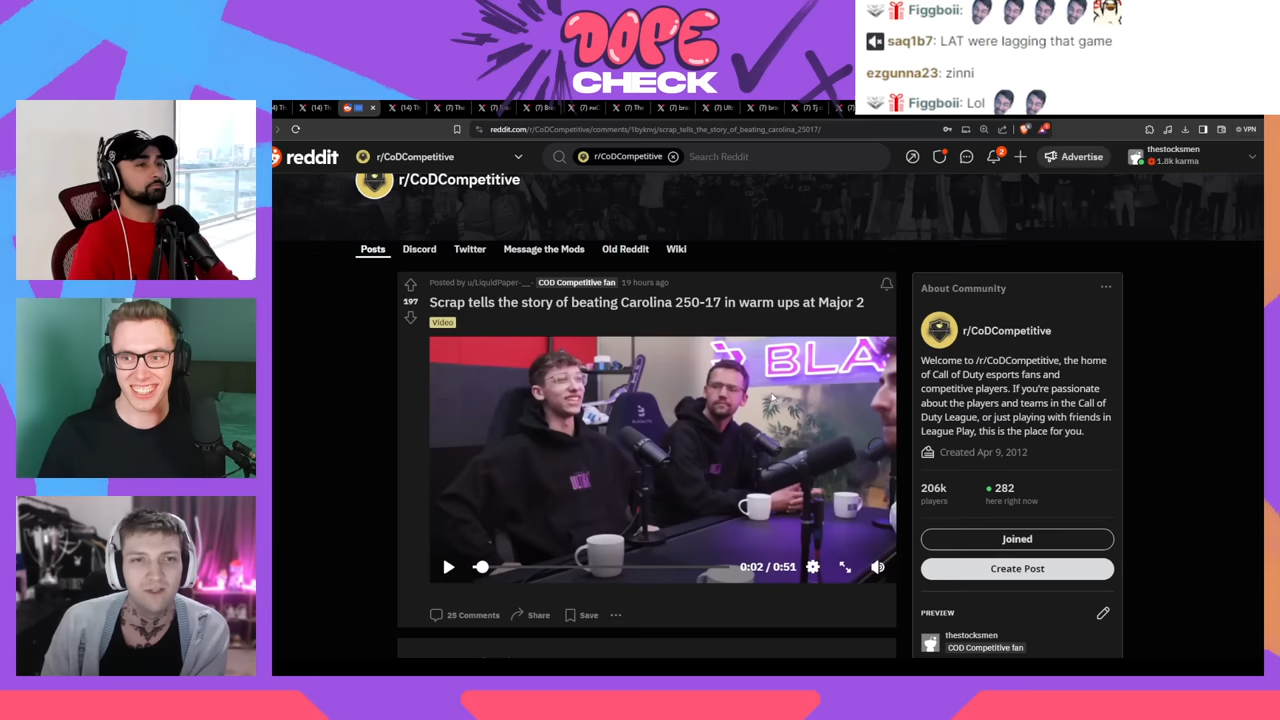 DOPE
CHECK
Figgboii:
saq1b7: LAT were lagging that game
ezgunna23: zinni
Figgboii: Lol
reddit.com/r/CoDCompetitive/comments/1byknvj/scrap_tells_the_story_of_beating_carolina_25017/
VPN
reddit
r/CoDCompetitive
r/CoDCompetitive
Search Reddit
2
Advertise
thestocksmen
1.8k karma
r/CoDCompetitive
Posts
Discord
Twitter
Message the Mods
Old Reddit
Wiki
Posted by u/LiquidPaper-__- COD Competitive fan 19 hours ago
197
Scrap tells the story of beating Carolina 250-17 in warm ups at Major 2
Video
BLA
0:02 / 0:51
25 Comments
Share
Save
About Community
r/CoDCompetitive
Welcome to /r/CoDCompetitive, the home
of Call of Duty esports fans and
competitive players. If you're passionate
about the players and teams in the Call of
Duty League, or just playing with friends in
League Play, this is the place for you.
Created Apr 9, 2012
206k
players
282
here right now
Joined
Create Post
PREVIEW
thestocksmen
COD Competitive fan